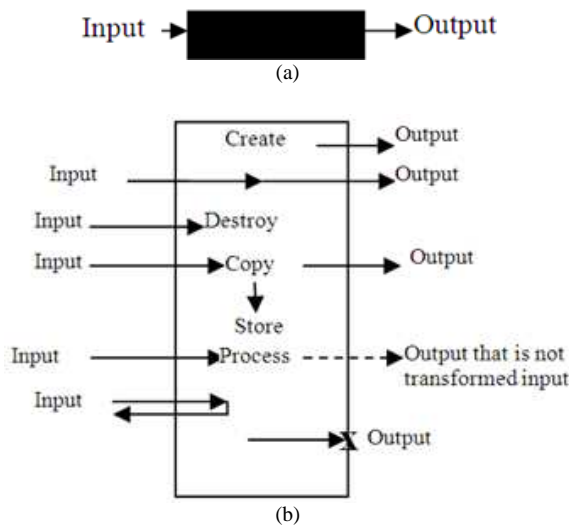 Input Output
(a)
Create Output
Input Output
Input Destroy
Input Copy Output
Store
Input Process Output that is not
transformed input
Input
X Output
(b)